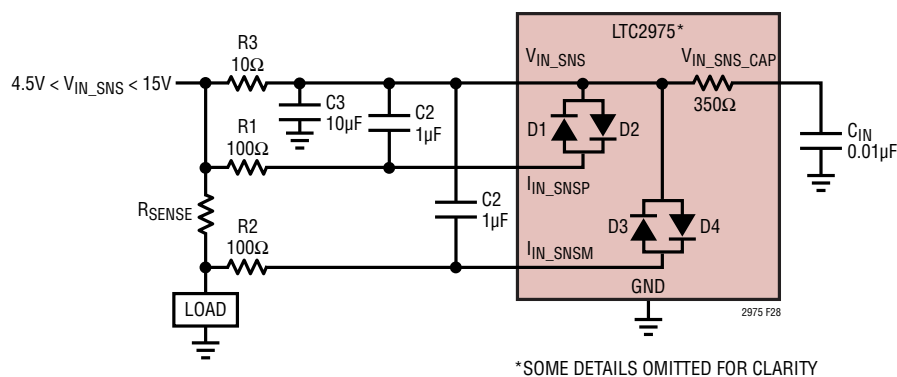 LTC2975*
R3
10Ω
V_IN_SNS
V_IN_SNS_CAP
4.5V < V_IN_SNS < 15V
350Ω
C3
10µF
C2
1µF
D1
D2
C_IN
0.01µF
R1
100Ω
I_IN_SNSP
R_SENSE
C2
1µF
D3
D4
R2
100Ω
I_IN_SNSM
GND
LOAD
2975 F28
*SOME DETAILS OMITTED FOR CLARITY